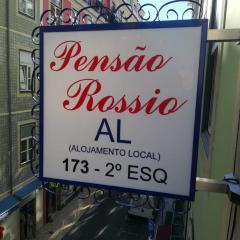 Pensão
Rossio
AL
(ALOJAMENTO LOCAL)
173 - 2º ESQ